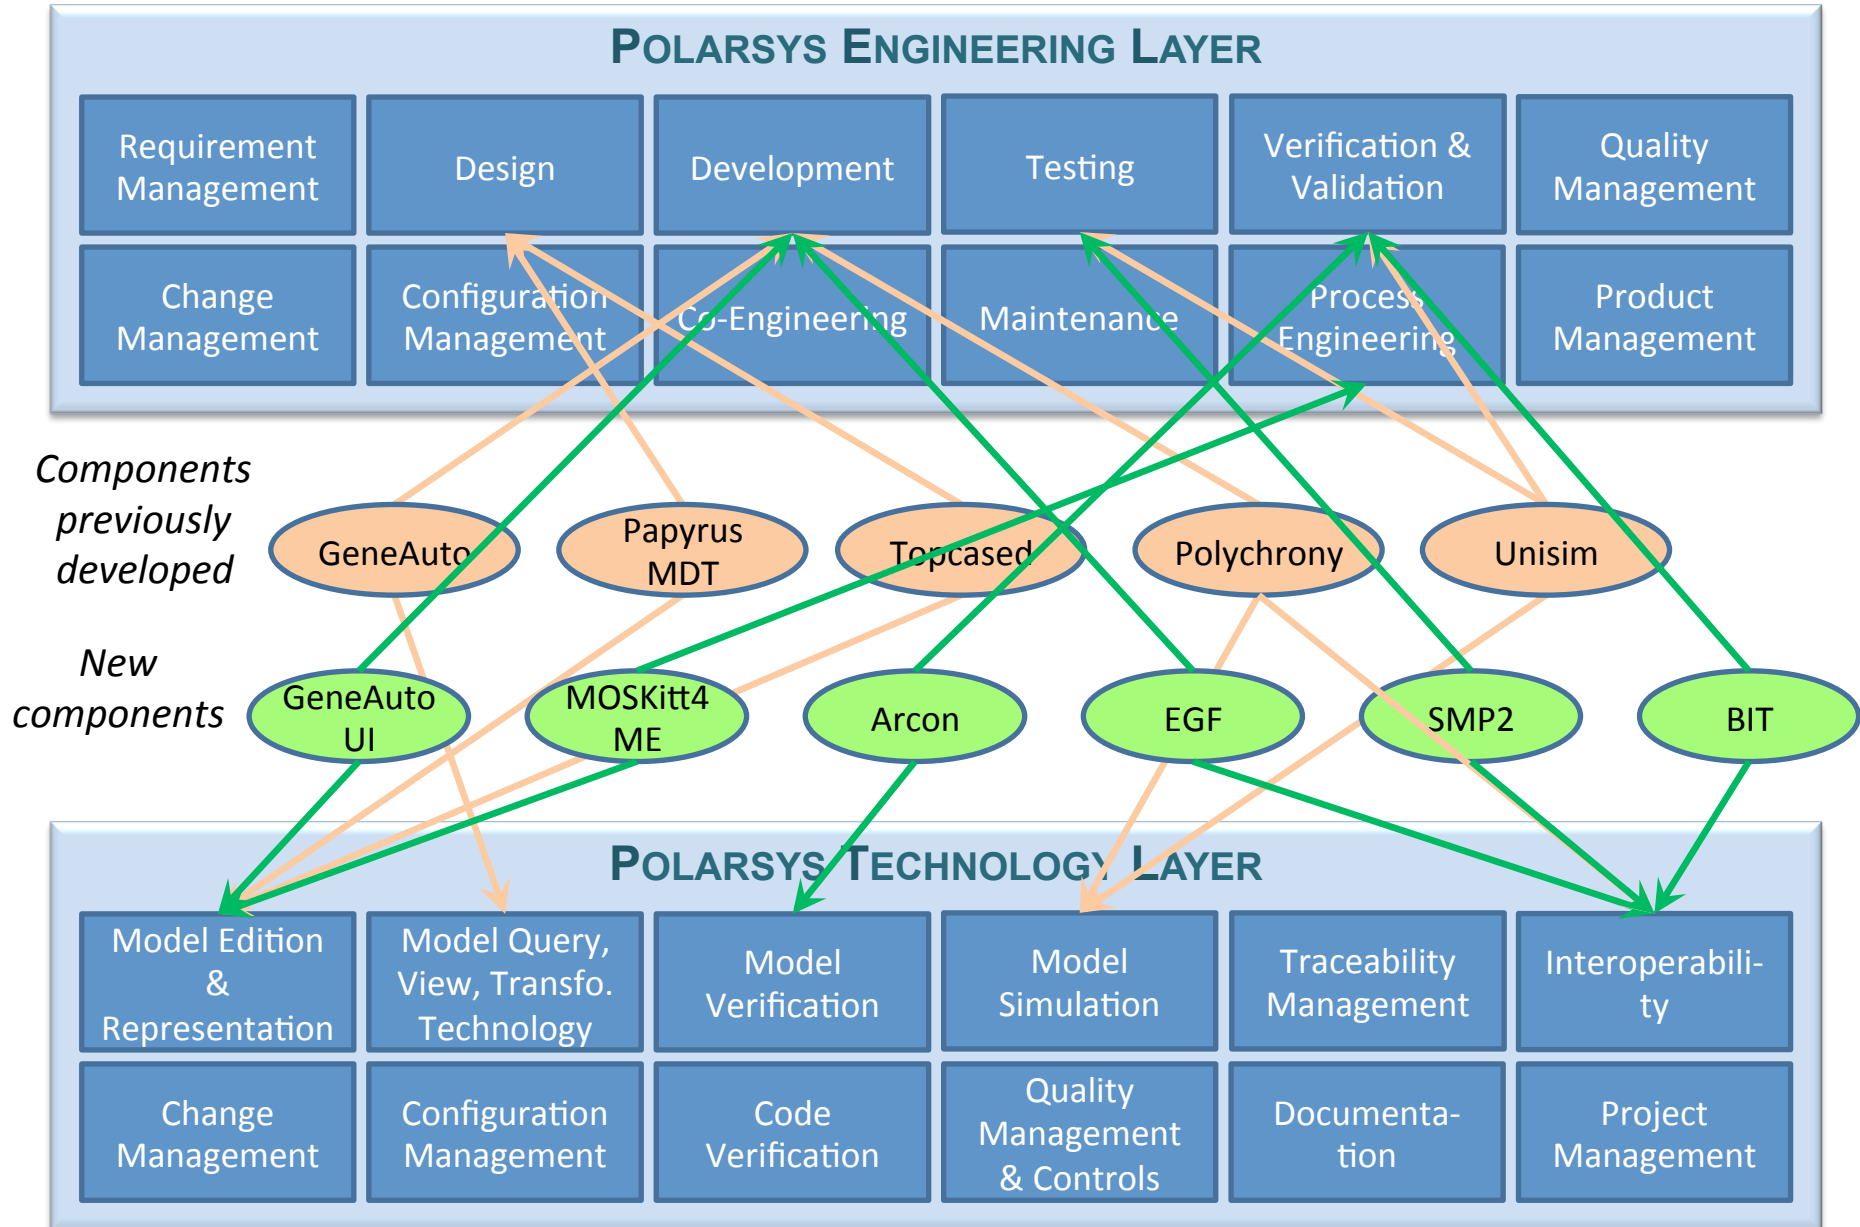 POLARSYS ENGINEERING LAYER
Requirement
Management
Design
Development
Testing
Verification &
Validation
Quality
Management
Change
Management
Configuration
Management
Co-Engineering
Maintenance
Process
Engineering
Product
Management
Components
previously
developed
GeneAuto
Papyrus
MDT
Topcased
Polychrony
Unisim
New
components
GeneAuto
UI
MOSKitt4
ME
Arcon
EGF
SMP2
BIT
POLARSYS TECHNOLOGY LAYER
Model Edition
&
Representation
Model Query,
View, Transfo.
Technology
Model
Verification
Model
Simulation
Traceability
Management
Interoperabili-
ty
Change
Management
Configuration
Management
Code
Verification
Quality
Management
& Controls
Documenta-
tion
Project
Management